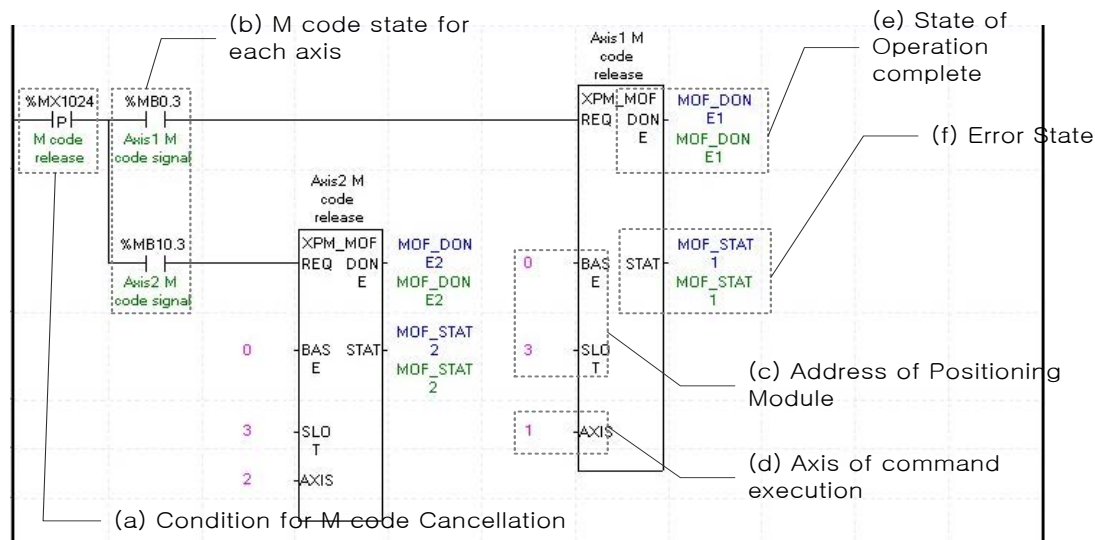 (b) M code state for
each axis
(e) State of
Operation
complete
(f) Error State
Axis1 M
code
release
%MX1024
P
M code
release
%MB0.3
Axis1 M
code signal
XPM_MOF
REQ DON
E
MOF_DON
E1
MOF_DON
E1
Axis2 M
code
release
%MB10.3
Axis2 M
code signal
XPM_MOF
REQ DON
E
MOF_DON
E2
MOF_DON
E2
0
BAS STAT
E
MOF_STAT
1
MOF_STAT
1
0
BAS STAT
E
MOF_STAT
2
MOF_STAT
2
3
SLO
T
(c) Address of Positioning
Module
3
SLO
T
1
AXIS
2
AXIS
(d) Axis of command
execution
(a) Condition for M code Cancellation